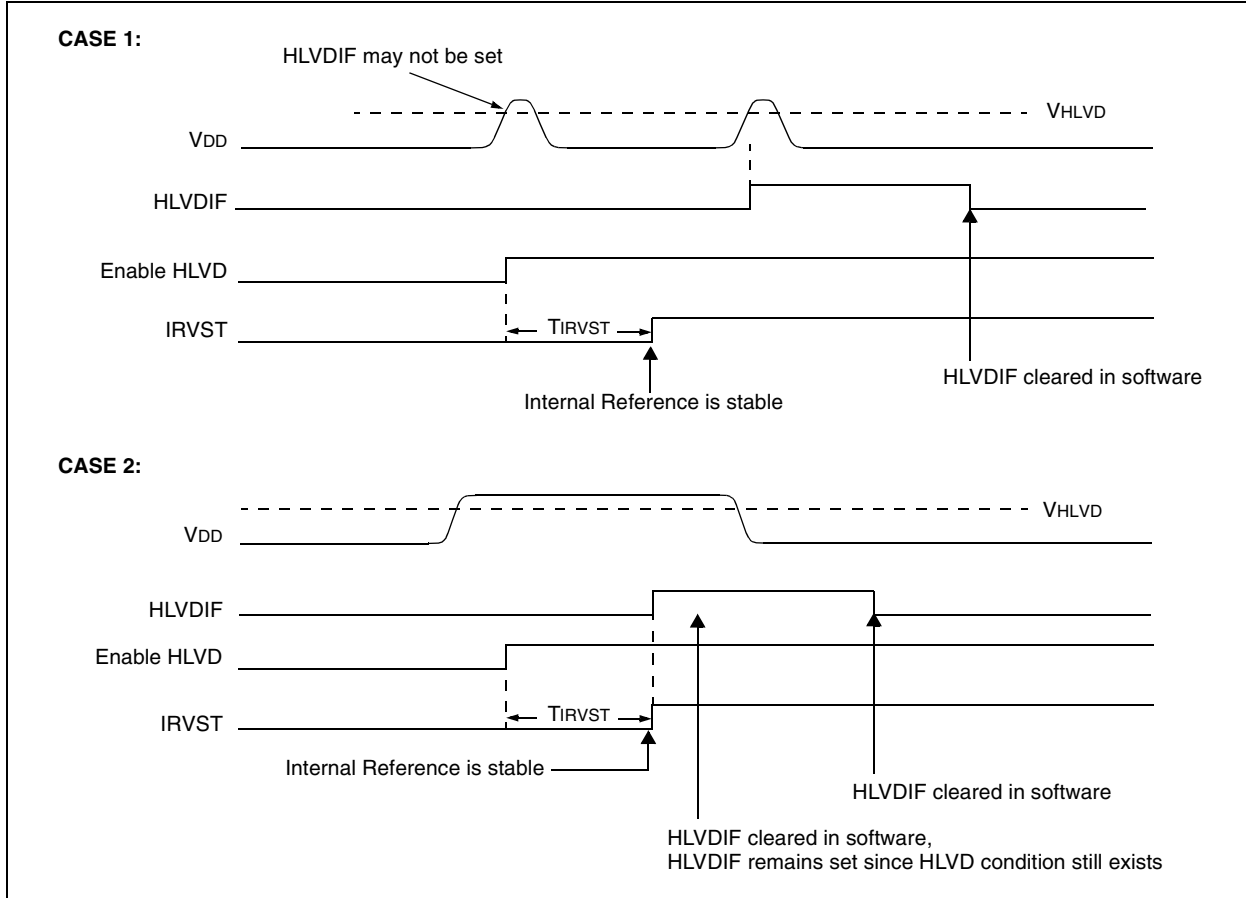 CASE 1:
HLVDIF may not be set
VHLVD
VDD
HLVDIF
Enable HLVD
IRVST
TIRVST
HLVDIF cleared in software
Internal Reference is stable
CASE 2:
VHLVD
VDD
HLVDIF
Enable HLVD
IRVST
TIRVST
Internal Reference is stable
HLVDIF cleared in software
HLVDIF cleared in software,
HLVDIF remains set since HLVD condition still exists